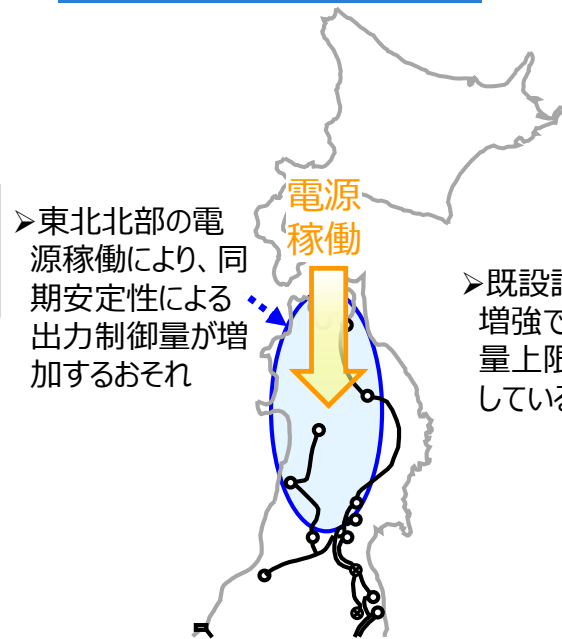 ➢東北北部の電
源稼働により、同
期安定性による
出力制御量が増
加するおそれ
電源
稼働
➢既設
増強で
量上限
している